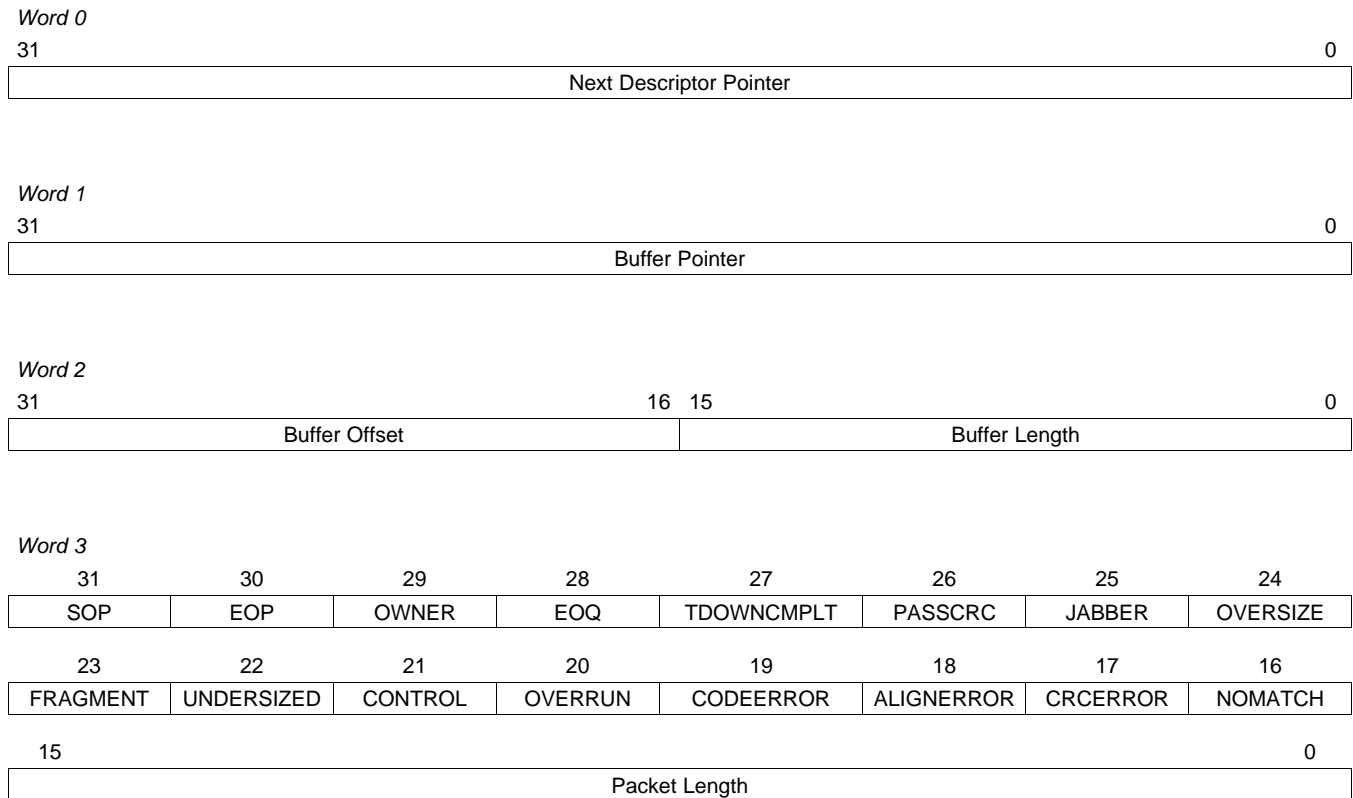 Word 0
31 0
Next Descriptor Pointer
Word 1
31 0
Buffer Pointer
Word 2
31 16 15 0
Buffer Offset Buffer Length
Word 3
31 30 29 28 27 26 25 24
SOP EOP OWNER EOQ TDOWNCMPLT PASSCRC JABBER OVERSIZE
23 22 21 20 19 18 17 16
FRAGMENT UNDERSIZED CONTROL OVERRUN CODEERROR ALIGNERROR CRCERROR NOMATCH
15 0
Packet Length